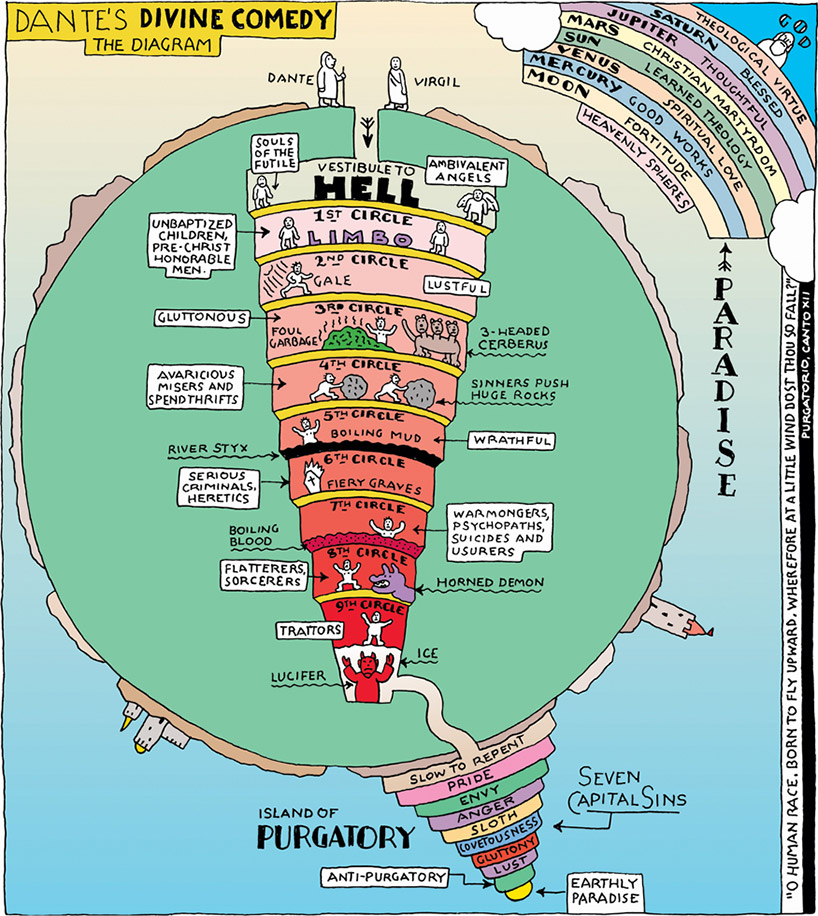 DANTE'S DIVINE COMEDY
THE DIAGRAM
DANTE
VIRGIL
SOULS
OF THE
FUTILE
VESTIBULE TO
HELL
AMBIVALENT
ANGELS
UNBAPTIZED
CHILDREN,
PRE-CHRIST
HONORABLE
MEN.
1ST CIRCLE
LIMBO
2ND CIRCLE
GALE
LUSTFUL
GLUTTONOUS
3RD CIRCLE
FOUL
GARBAGE
3-HEADED
CERBERUS
AVARICIOUS
MISERS AND
SPENDTHRIFTS
4TH CIRCLE
SINNERS PUSH
HUGE ROCKS
5TH CIRCLE
BOILING MUD
WRATHFUL
RIVER STYX
6TH CIRCLE
SERIOUS
CRIMINALS,
HERETICS
FIERY GRAVES
7TH CIRCLE
WARMONGERS,
PSYCHOPATHS,
SUICIDES AND
USURERS
BOILING
BLOOD
8TH CIRCLE
FLATTERERS,
SORCERERS
HORNED DEMON
9TH CIRCLE
TRAITORS
ICE
LUCIFER
SLOW TO REPENT
PRIDE
ENVY
ANGER
SLOTH
COVETOUSNESS
GLUTTONY
LUST
SEVEN
CAPITAL SINS
ISLAND OF
PURGATORY
ANTI-PURGATORY
EARTHLY
PARADISE
GOD
THEOLOGICAL VIRTUE
SATURN BLESSED
JUPITER THOUGHTFUL
MARS CHRISTIAN MARTYRDOM
SUN LEARNED THEOLOGY
VENUS SPIRITUAL LOVE
MERCURY GOOD WORKS
MOON FORTITUDE
HEAVENLY SPHERES
PARADISE
"O HUMAN RACE, BORN TO FLY UPWARD, WHEREFORE AT A LITTLE WIND DOST THOU SO FALL?"
PURGATORIO, CANTO XII